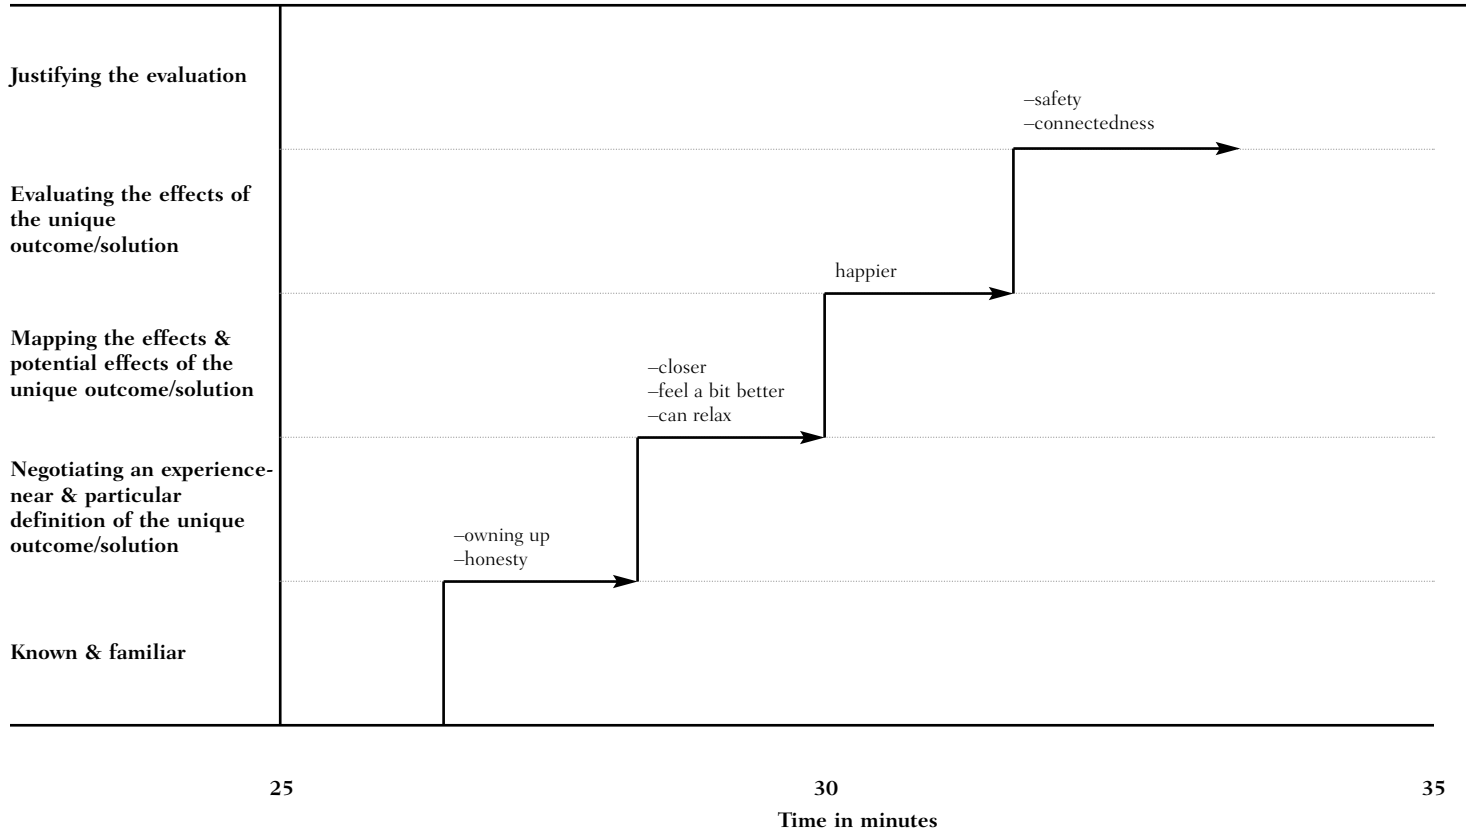 Justifying the evaluation
–safety
–connectedness
Evaluating the effects of
the unique
outcome/solution
happier
Mapping the effects &
potential effects of the
unique outcome/solution
–closer
–feel a bit better
–can relax
Negotiating an experience-
near & particular
definition of the unique
outcome/solution
–owning up
–honesty
Known & familiar
25
30
35
Time in minutes